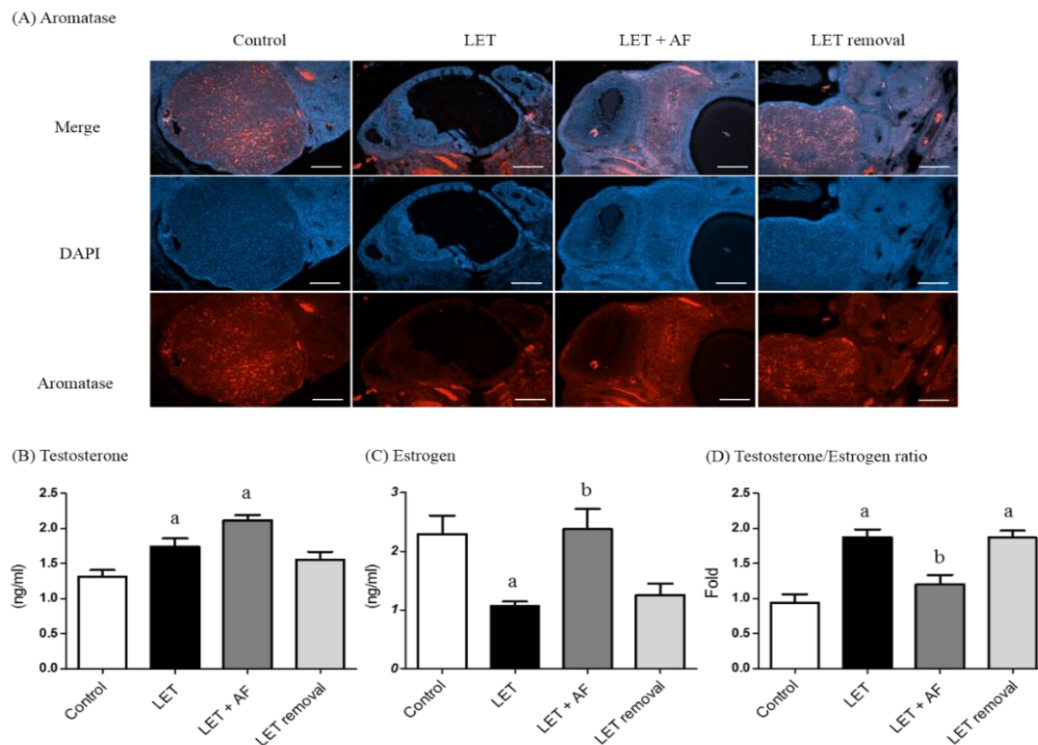 (A) Aromatase
Control LET LET + AF LET removal
Merge
DAPI
Aromatase
(B) Testosterone
2.5
2.0
1.5
1.0
0.5
0.0
(ng/ml)
a
a
Control
LET
LET + AF
LET removal
(C) Estrogen
3
2
1
0
(ng/ml)
a
b
Control
LET
LET + AF
LET removal
(D) Testosterone/Estrogen ratio
2.5
2.0
1.5
1.0
0.5
0.0
Fold
a
b
a
Control
LET
LET + AF
LET removal